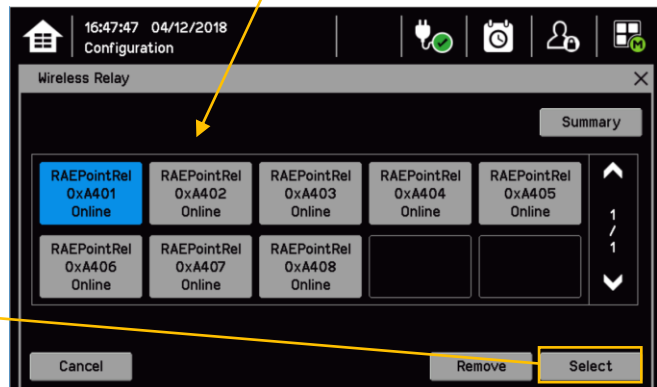 16:47:47 04/12/2018
Configuration
M
Wireless Relay
Summary
RAEPointRel
0xA401
Online
RAEPointRel
0xA402
Online
RAEPointRel
0xA403
Online
RAEPointRel
0xA404
Online
RAEPointRel
0xA405
Online
1
/
1
RAEPointRel
0xA406
Online
RAEPointRel
0xA407
Online
RAEPointRel
0xA408
Online
Cancel
Remove
Select